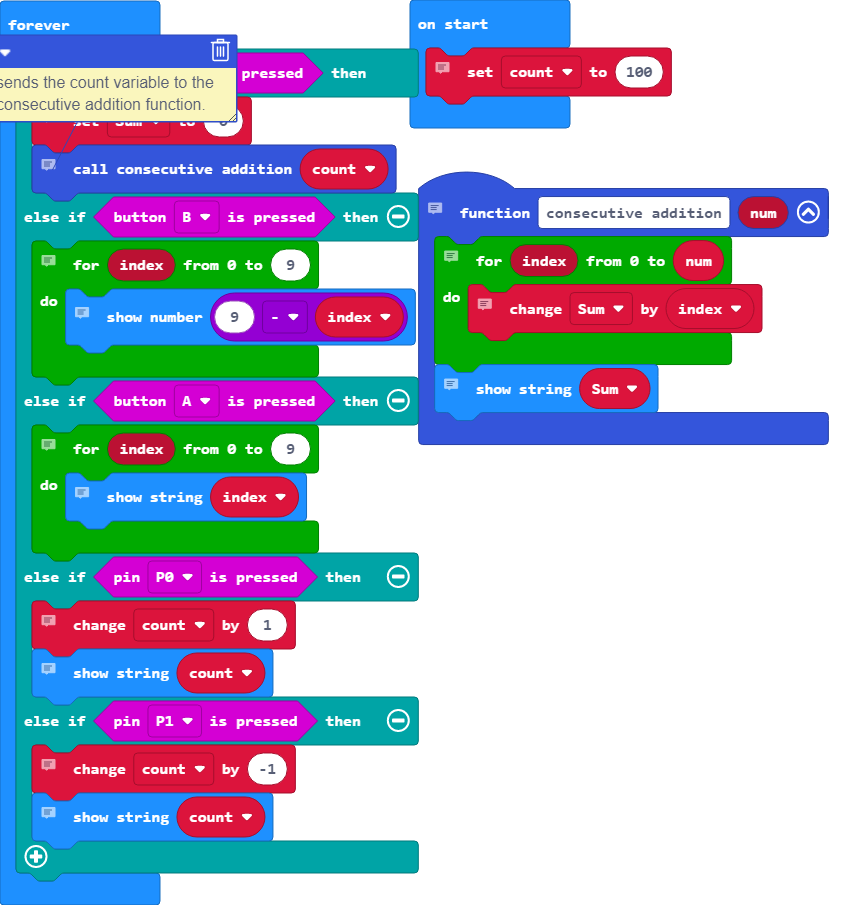 forever
sends the count variable to the
consecutive addition function.
pressed then
set Sum to
call consecutive addition count
else if button B is pressed then
for index from 0 to 9
do
show number 9 - index
else if button A is pressed then
for index from 0 to 9
do
show string index
else if pin P0 is pressed then
change count by 1
show string count
else if pin P1 is pressed then
change count by -1
show string count
on start
set count to 100
function consecutive addition num
for index from 0 to num
do
change Sum by index
show string Sum